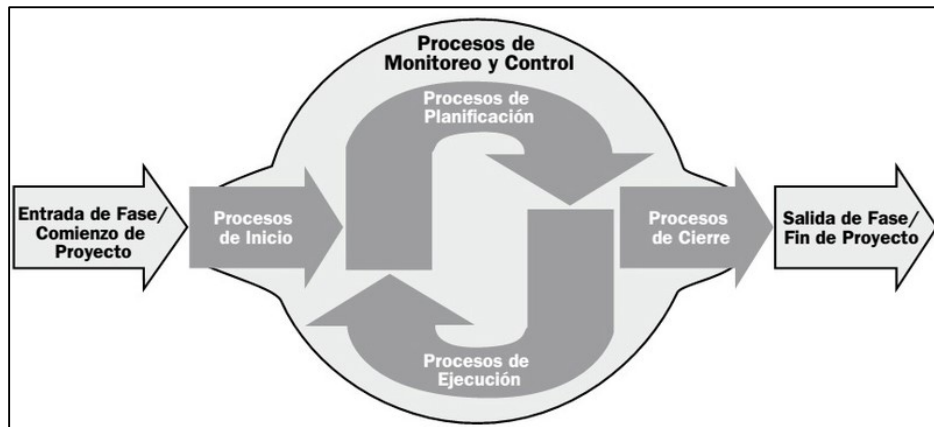 Procesos de
Monitoreo y Control
Procesos de
Planificación
Entrada de Fase/
Comienzo de
Proyecto
Procesos
de Inicio
Procesos
de Cierre
Salida de Fase/
Fin de Proyecto
Procesos de
Ejecución